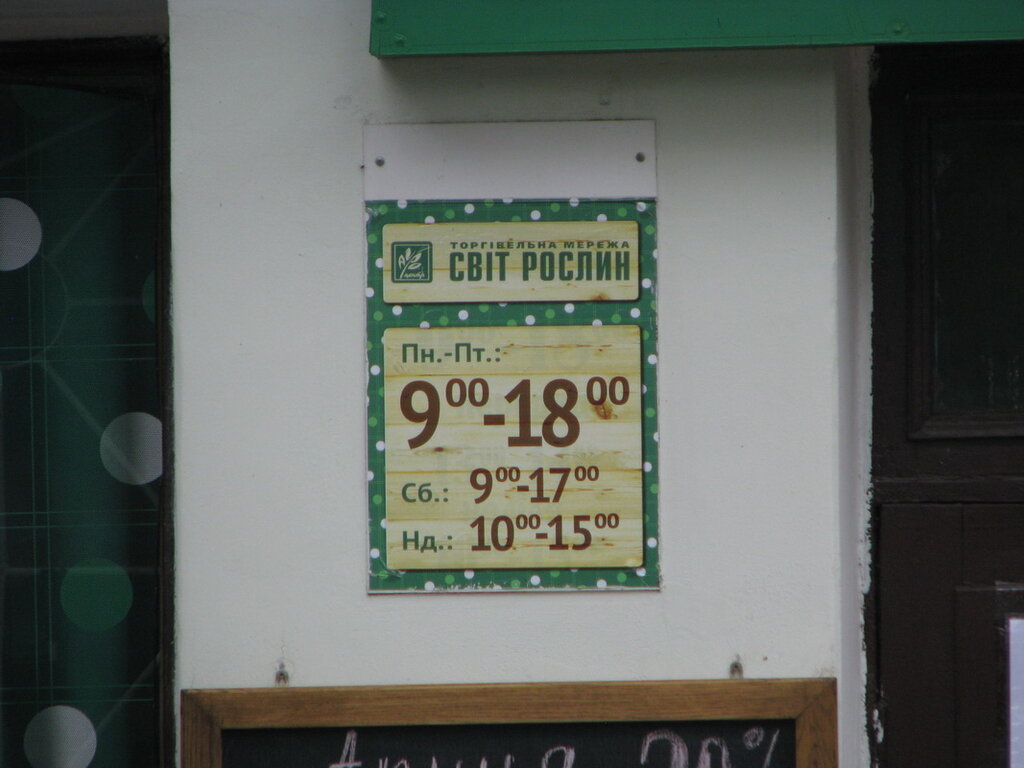 ТОРГІВЕЛЬНА МЕРЕЖА
СВІТ РОСЛИН
Пн.-Пт.:
9⁰⁰-18⁰⁰
Сб.: 9⁰⁰-17⁰⁰
Нд.: 10⁰⁰-15⁰⁰